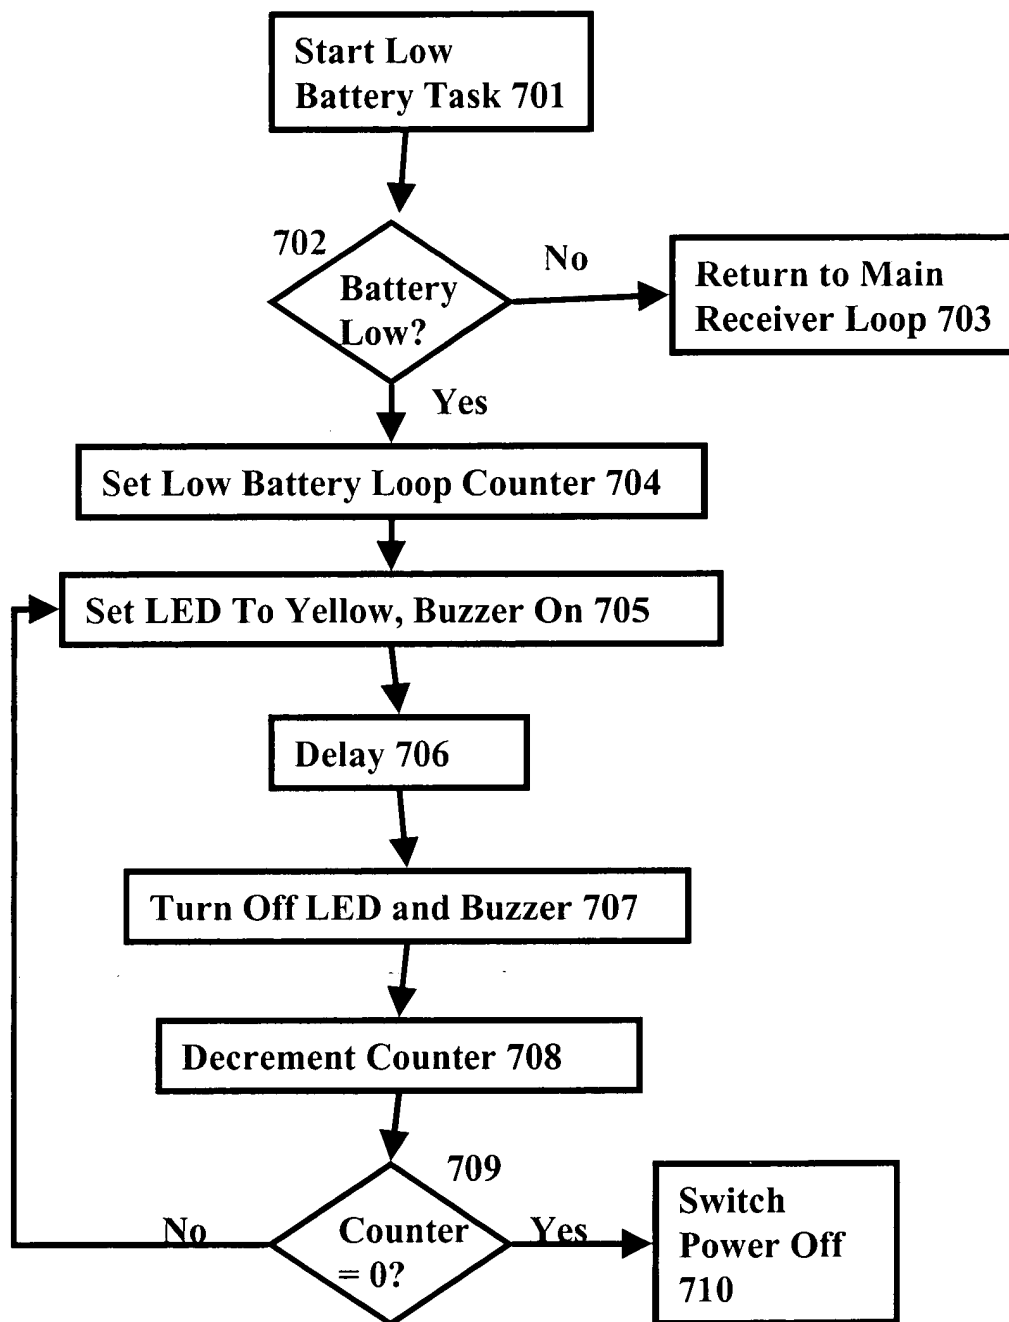 Start Low
Battery Task 701
702
No
Battery
Low?
Return to Main
Receiver Loop 703
Yes
Set Low Battery Loop Counter 704
Set LED To Yellow, Buzzer On 705
Delay 706
Turn Off LED and Buzzer 707
Decrement Counter 708
709
No
Counter
= 0?
Yes
Switch
Power Off
710